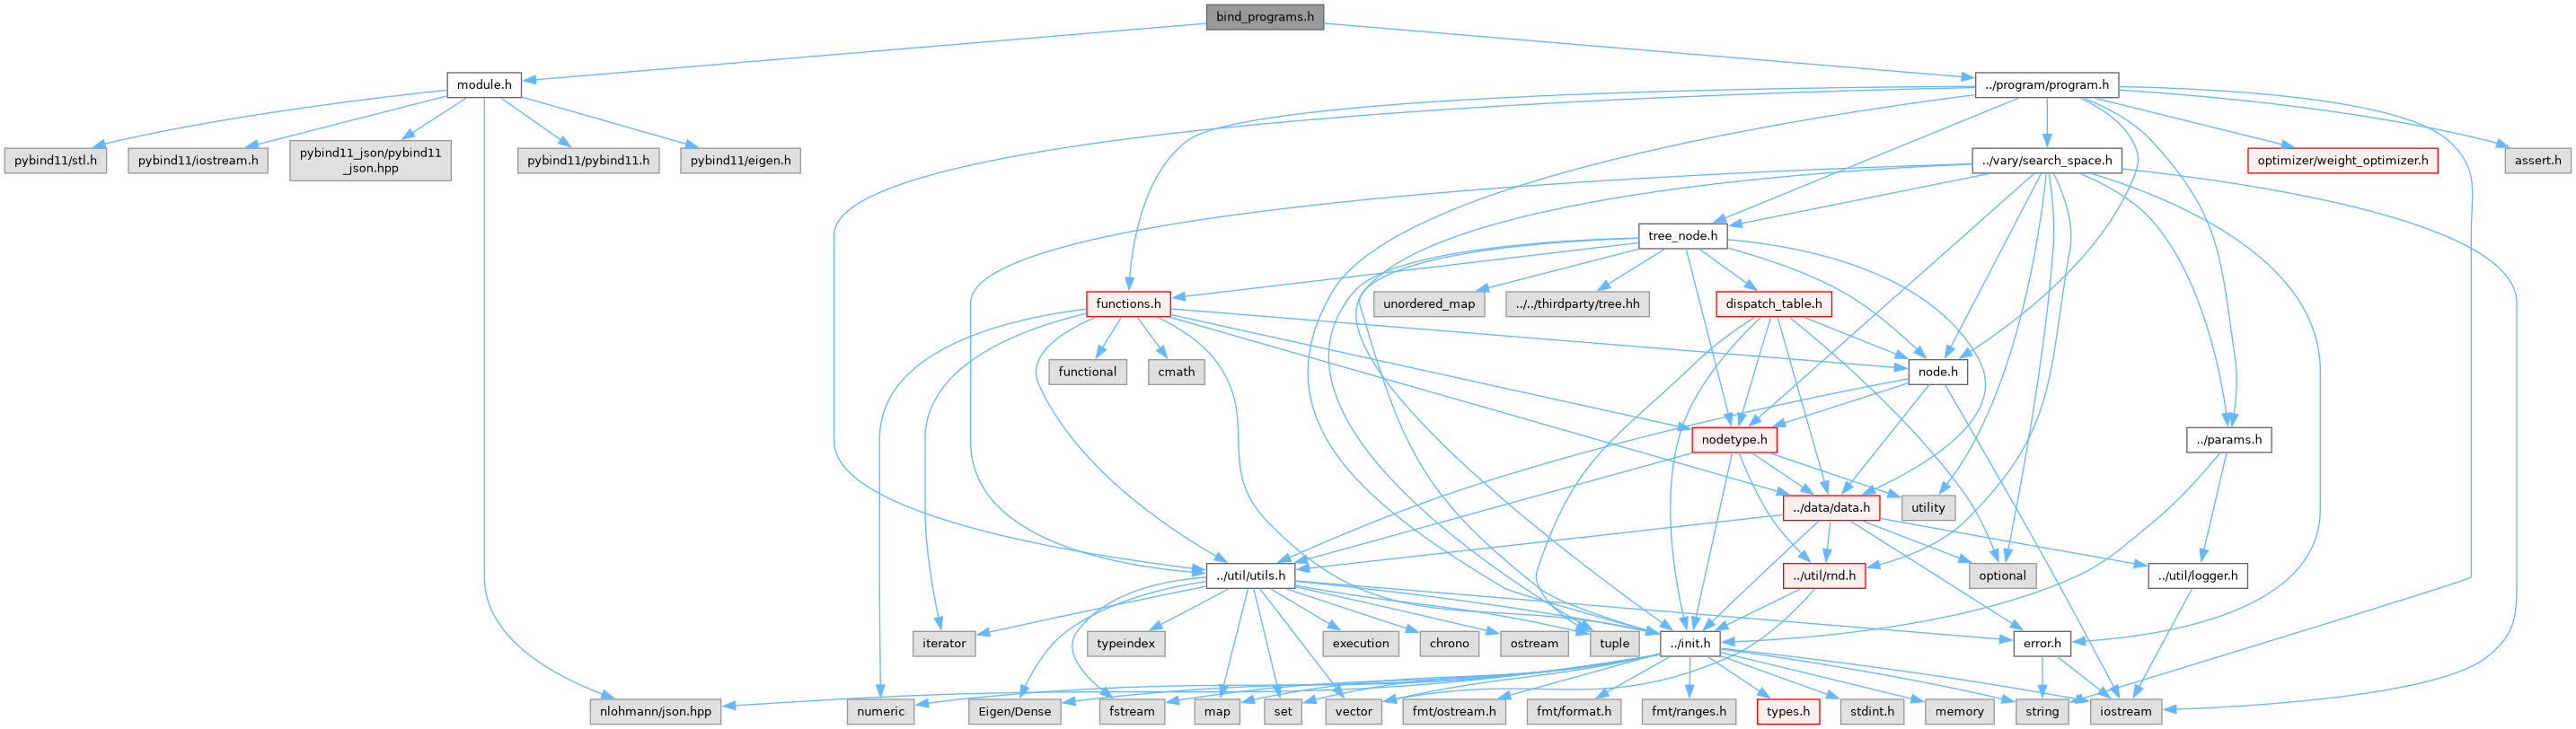 bind_programs.h
module.h
../program/program.h
pybind11/stl.h
pybind11/iostream.h
pybind11_json/pybind11
_json.hpp
pybind11/pybind11.h
pybind11/eigen.h
../vary/search_space.h
optimizer/weight_optimizer.h
assert.h
tree_node.h
functions.h
unordered_map
../../thirdparty/tree.hh
dispatch_table.h
functional
cmath
node.h
nodetype.h
../params.h
../data/data.h
utility
../util/utils.h
../util/rnd.h
optional
../util/logger.h
iterator
typeindex
execution
chrono
ostream
tuple
../init.h
error.h
nlohmann/json.hpp
numeric
Eigen/Dense
fstream
map
set
vector
fmt/ostream.h
fmt/format.h
fmt/ranges.h
types.h
stdint.h
memory
string
iostream